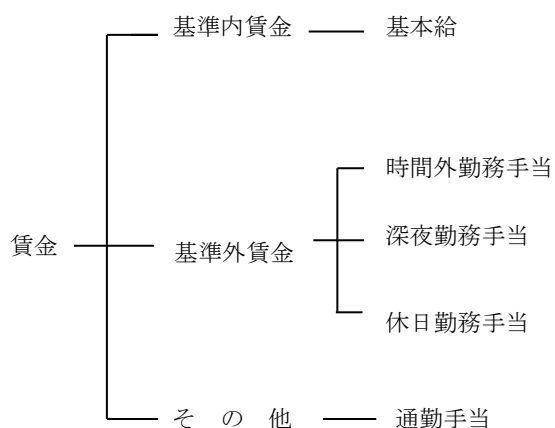 基準内賃金 基本給
時間外勤務手当
賃金 基準外賃金 深夜勤務手当
休日勤務手当
そ の 他 通勤手当